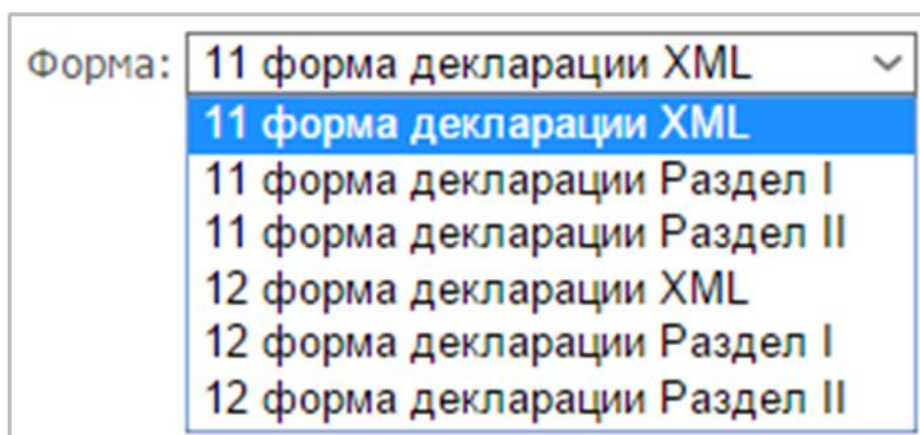 Форма: 11 форма декларации XML
11 форма декларации XML
11 форма декларации Раздел I
11 форма декларации Раздел II
12 форма декларации XML
12 форма декларации Раздел I
12 форма декларации Раздел II